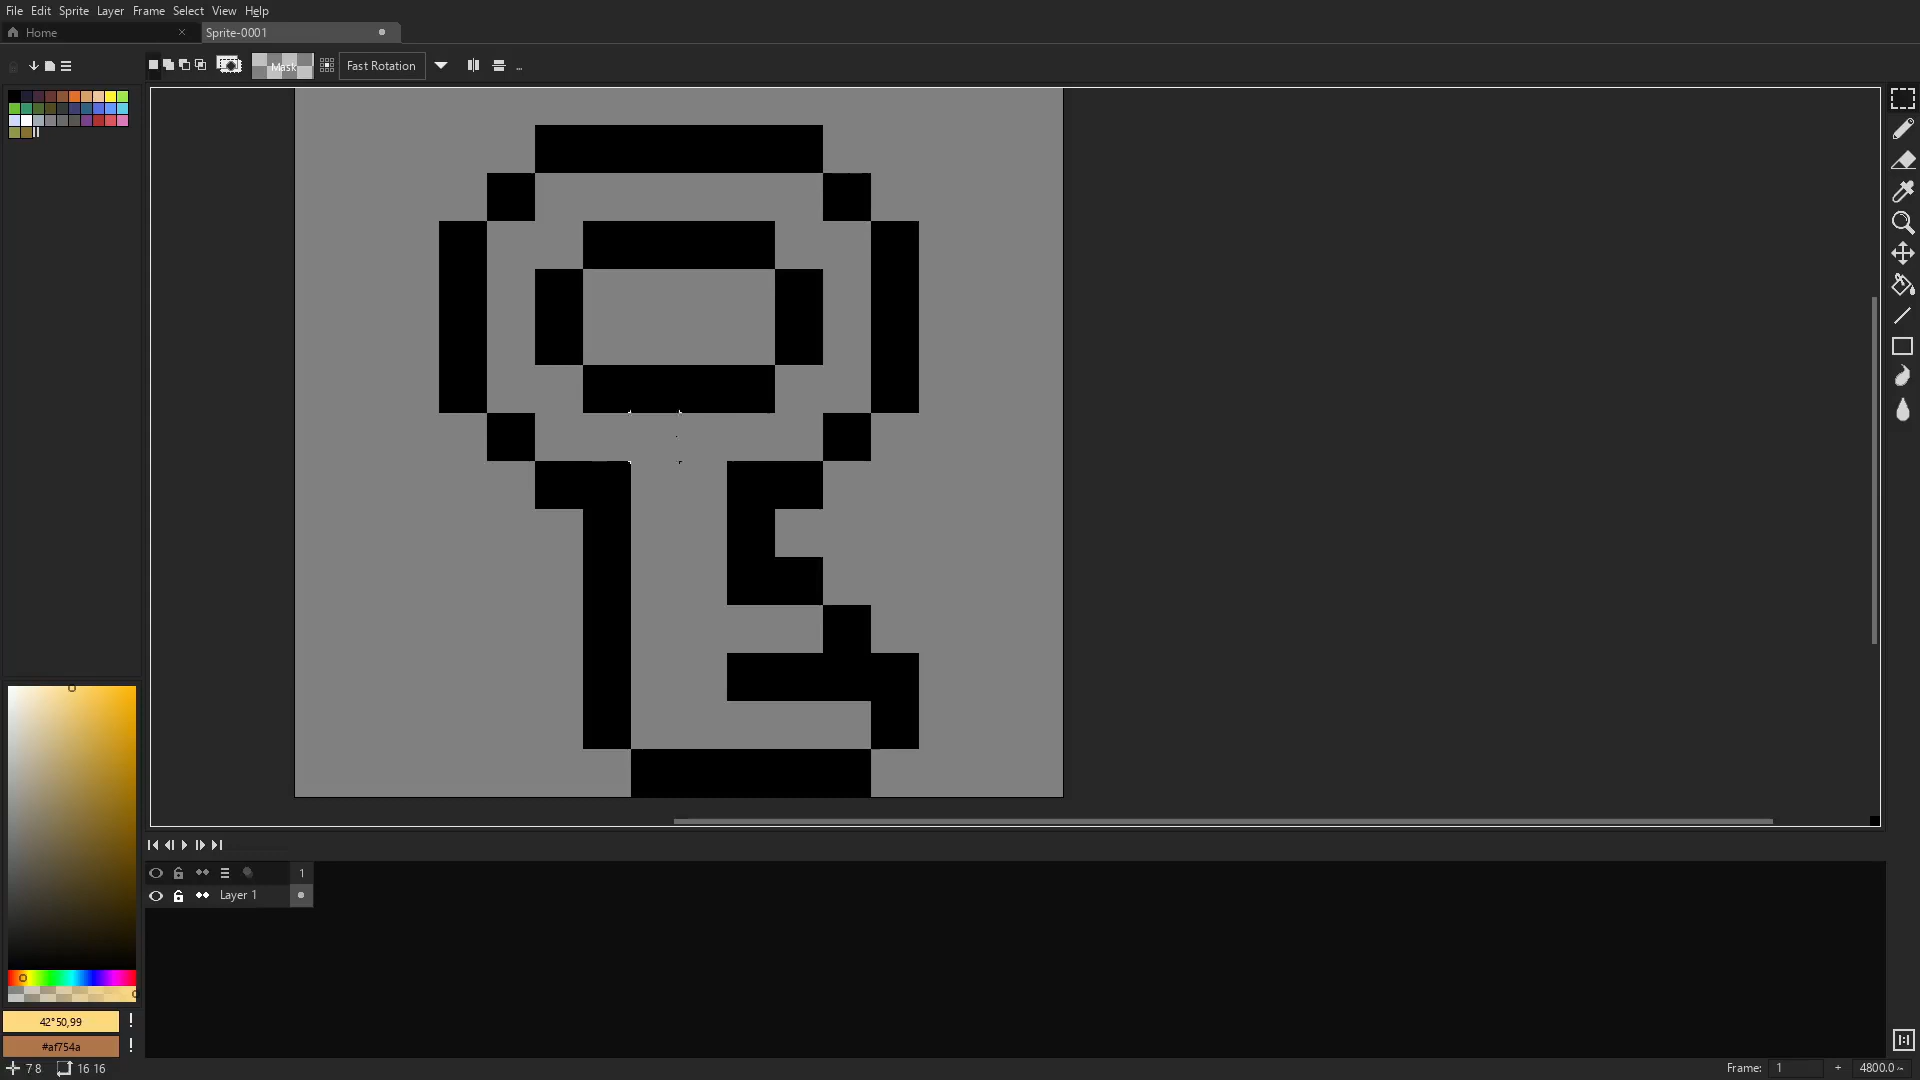 File Edit Sprite Layer Frame View Select Help
Home Sprite-0001
Mask Fast Rotation ...
1
Layer 1
42°50,99
#af754a
7 8 16 16 Frame: 1 + 4800.0